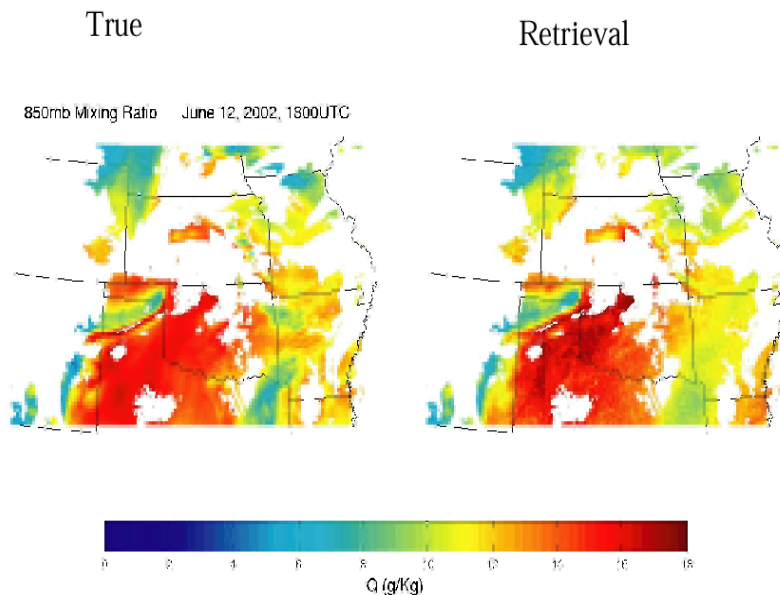 True
Retrieval
850mb Mixing Ratio June 12, 2002, 1800UTC
0 2 4 6 8 10 12 14 16 18
Q (g/Kg)